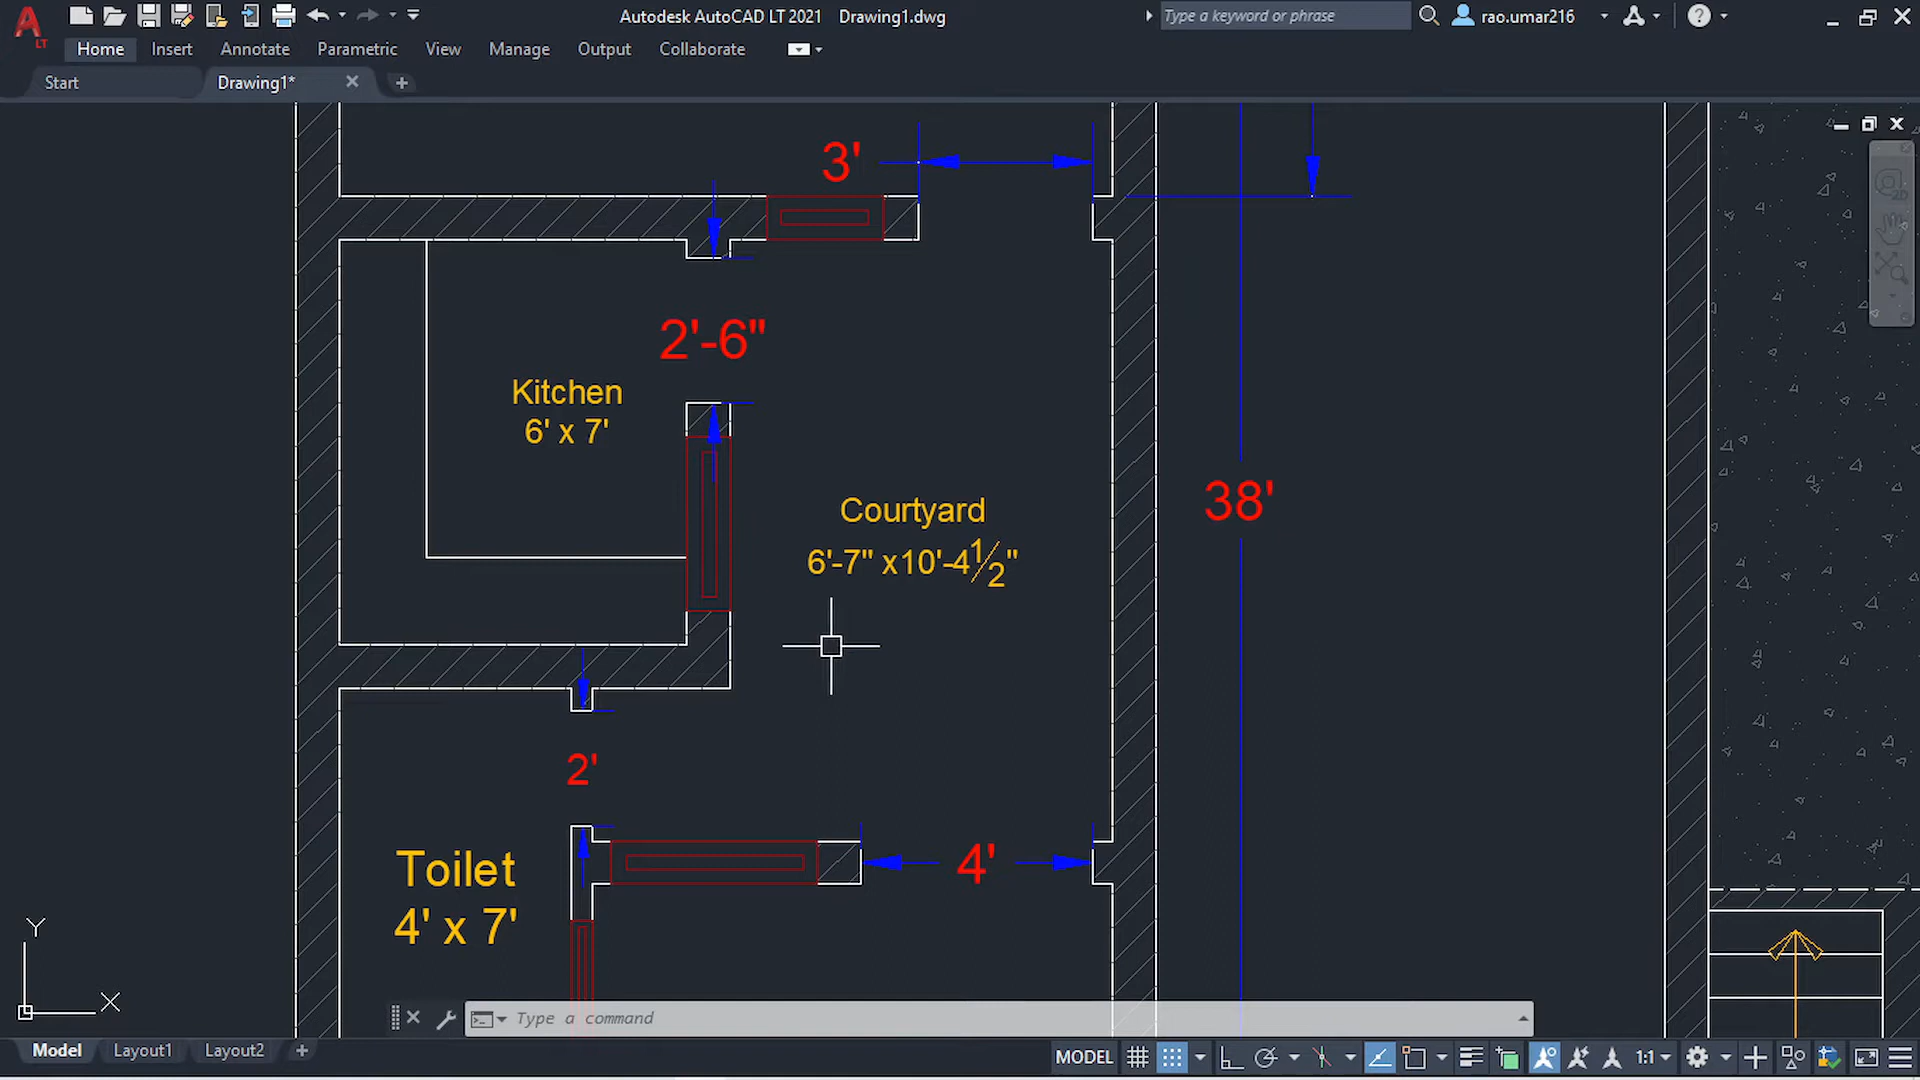 A
LT
Autodesk AutoCAD LT 2021 Drawing1.dwg
Type a keyword or phrase
rao.umar216
?
Home Insert Annotate Parametric View Manage Output Collaborate
Start
Drawing1*
3'
2D
2'-6"
Kitchen
6' x 7'
Courtyard
6'-7" x10'-4½"
38'
2'
Toilet
4' x 7'
4'
Y
X
Type a command
Model Layout1 Layout2
MODEL
1:1